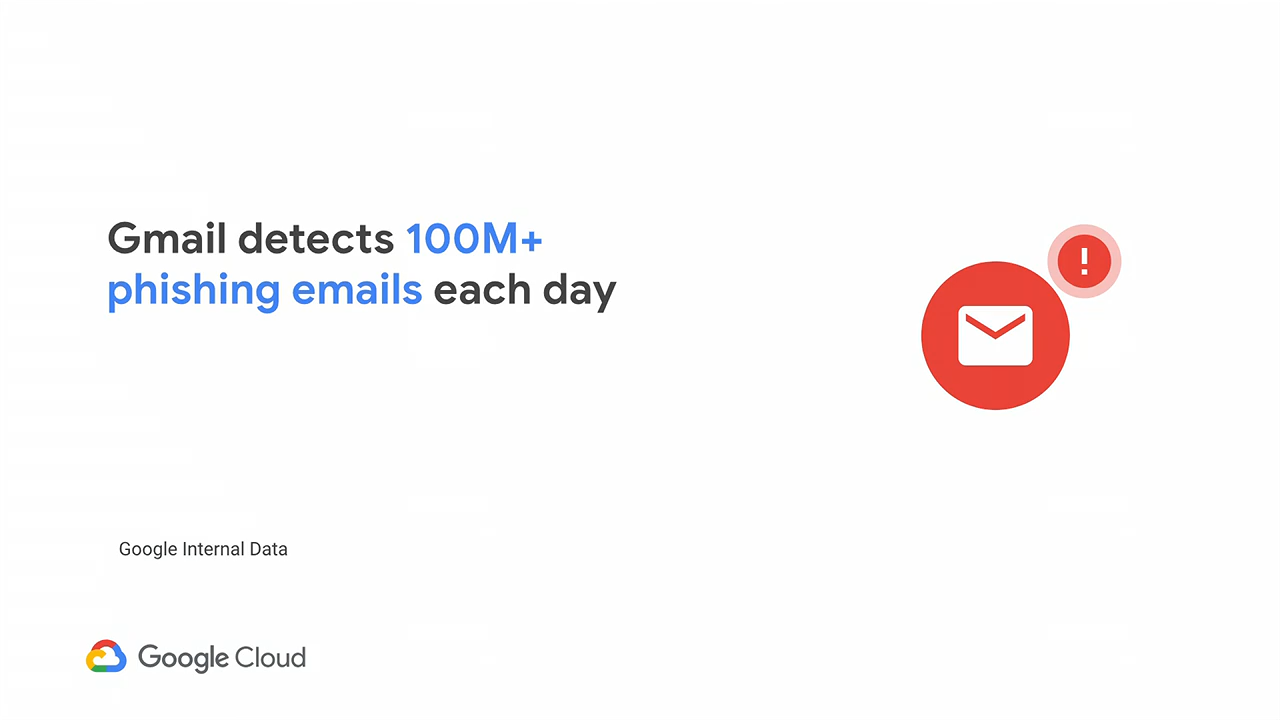 Gmail detects 100M+
phishing emails each day
!
Google Internal Data
Google Cloud